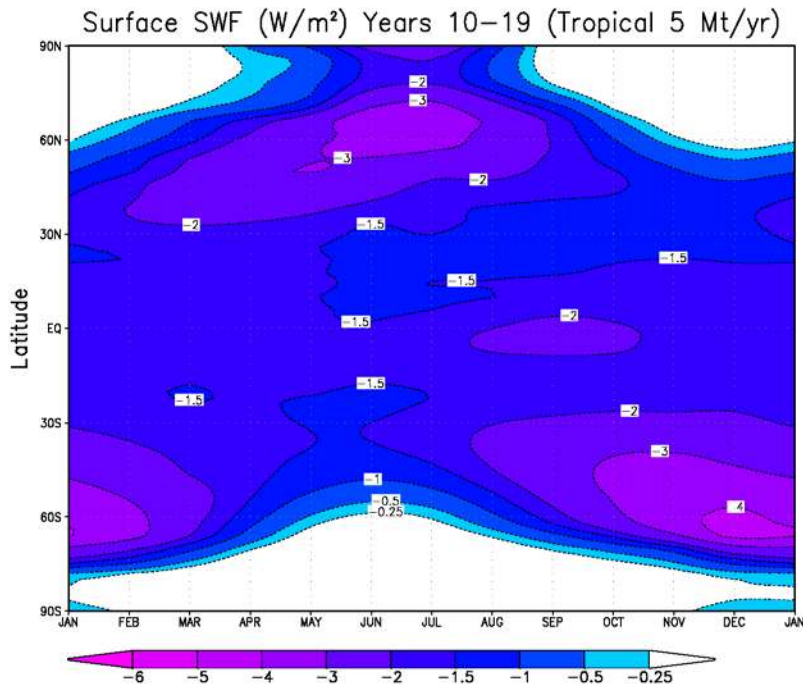 Surface SWF (W/m²) Years 10-19 (Tropical 5 Mt/yr)
90N
-2
-3
60N
-3
-2
-2
-1.5
30N
-1.5
-1.5
Latitude
EQ
-1.5
-2
-1.5
-1.5
-2
30S
-3
-1
-0.5
-4
-0.25
60S
90S
JAN FEB MAR APR MAY JUN JUL AUG SEP OCT NOV DEC JAN
-6 -5 -4 -3 -2 -1.5 -1 -0.5 -0.25